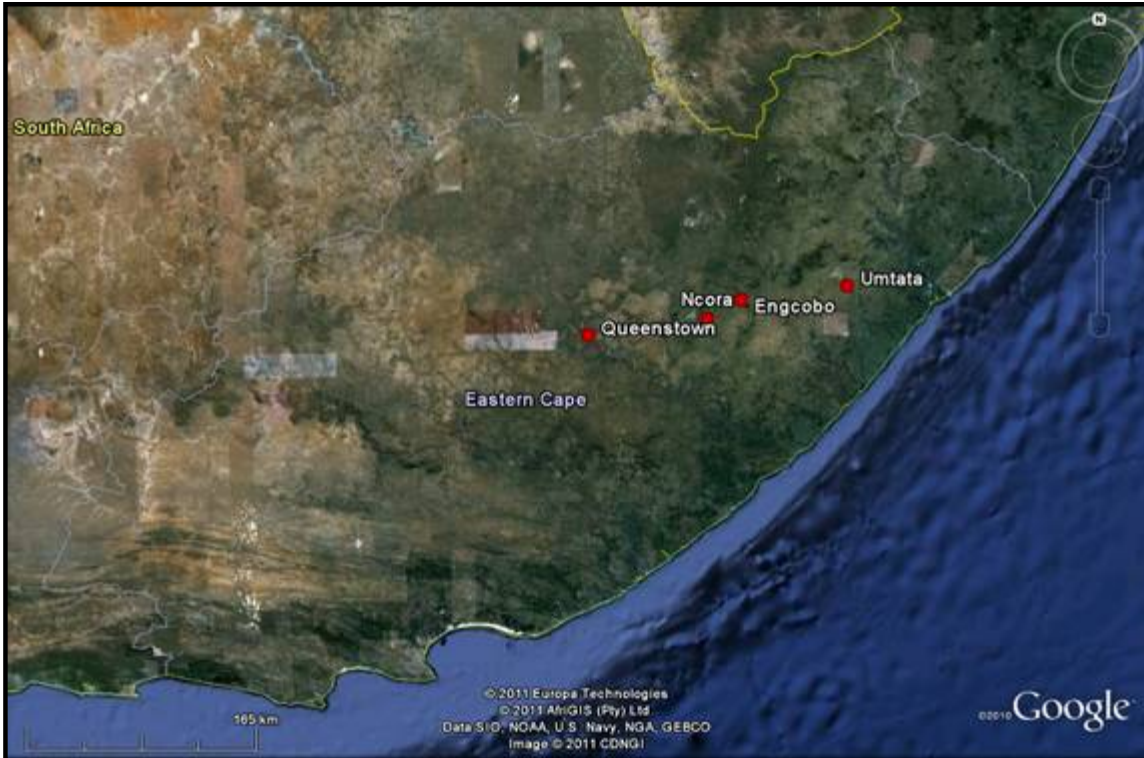 N
South Africa
Umtata
Ncora
Engcobo
Queenstown
Eastern Cape
© 2011 Europa Technologies
© 2011 AfriGIS (Pty) Ltd
Data SIO, NOAA, U.S. Navy, NGA, GEBCO
Image © 2011 CDNGI
165 km
©2010 Google